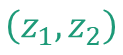 (z₁, z₂)